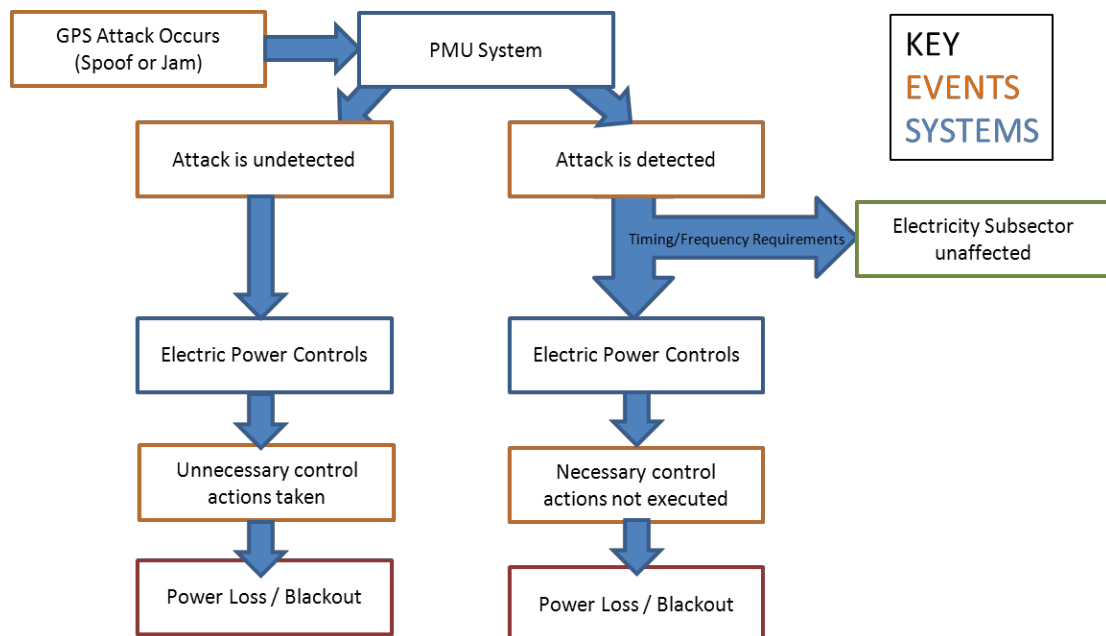 GPS Attack Occurs
(Spoof or Jam)
PMU System
KEY
EVENTS
SYSTEMS
Attack is undetected
Attack is detected
Timing/Frequency Requirements
Electricity Subsector
unaffected
Electric Power Controls
Electric Power Controls
Unnecessary control
actions taken
Necessary control
actions not executed
Power Loss / Blackout
Power Loss / Blackout